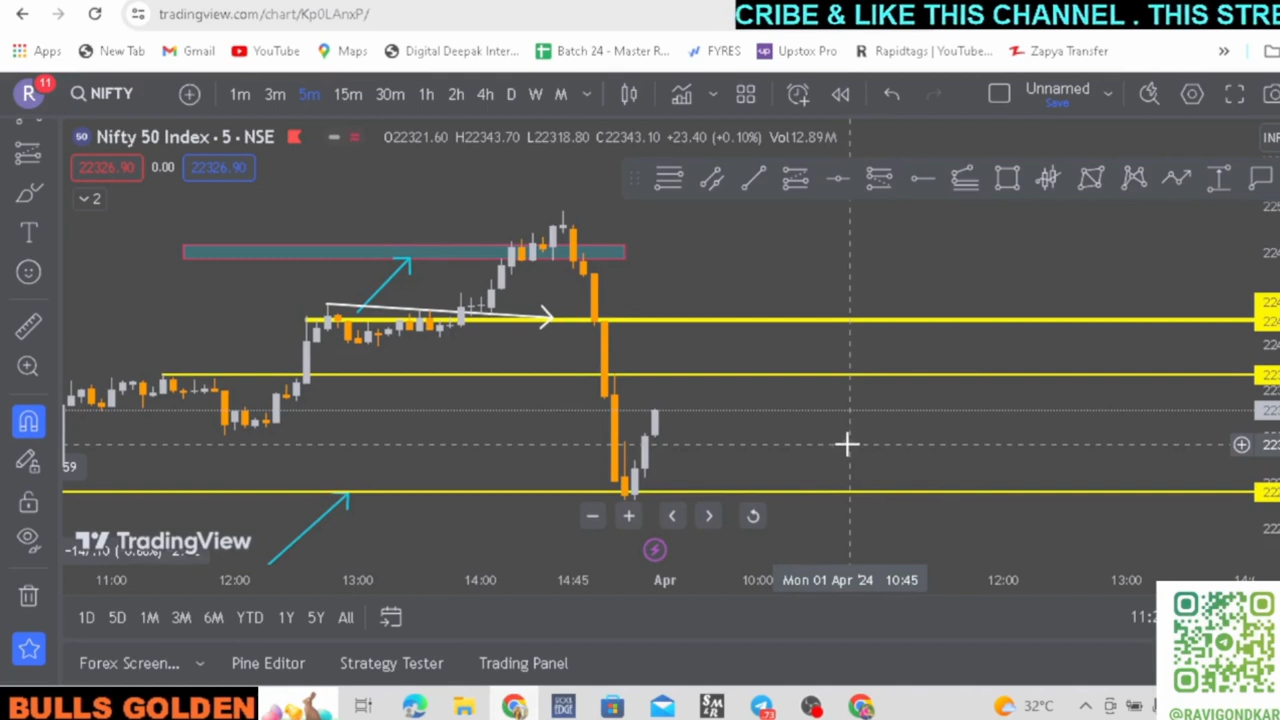 tradingview.com/chart/Kp0LAnxP/
CRIBE & LIKE THIS CHANNEL . THIS STRE
Apps New Tab Gmail YouTube Maps Digital Deepak Inter... Batch 24 - Master R... FYRES Upstox Pro Rapidtags | YouTube... Zapya Transfer »
R 11 NIFTY 1m 3m 5m 15m 30m 1h 2h 4h D W M Unnamed
Save
50 Nifty 50 Index · 5 · NSE O22321.60 H22343.70 L22318.80 C22343.10 +23.40 (+0.10%) Vol12.89M
22326.90 0.00 22326.90
2
59
TradingView
11:00 12:00 13:00 14:00 14:45 Apr 10:00 Mon 01 Apr '24 10:45 12:00 13:00
1D 5D 1M 3M 6M YTD 1Y 5Y All
Forex Screen... Pine Editor Strategy Tester Trading Panel
BULLS GOLDEN
32°C
@RAVIGONDKAR